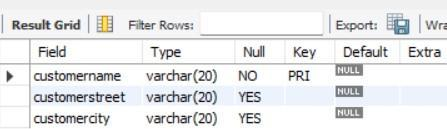 Result Grid Filter Rows: Export: Wra
Field Type Null Key Default Extra
customername varchar(20) NO PRI NULL
customerstreet varchar(20) YES NULL
customercity varchar(20) YES NULL